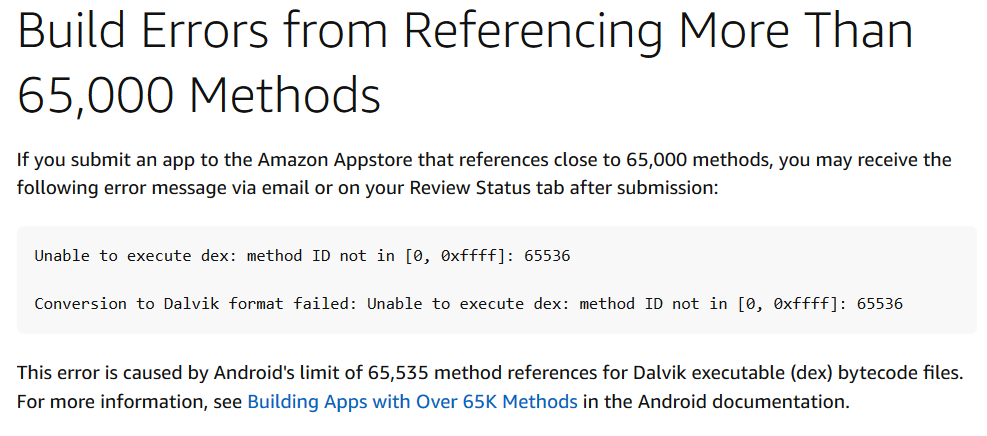 Build Errors from Referencing More Than
65,000 Methods
If you submit an app to the Amazon Appstore that references close to 65,000 methods, you may receive the
following error message via email or on your Review Status tab after submission:
Unable to execute dex: method ID not in [0, 0xffff]: 65536
Conversion to Dalvik format failed: Unable to execute dex: method ID not in [0, 0xffff]: 65536
This error is caused by Android's limit of 65,535 method references for Dalvik executable (dex) bytecode files.
For more information, see Building Apps with Over 65K Methods in the Android documentation.